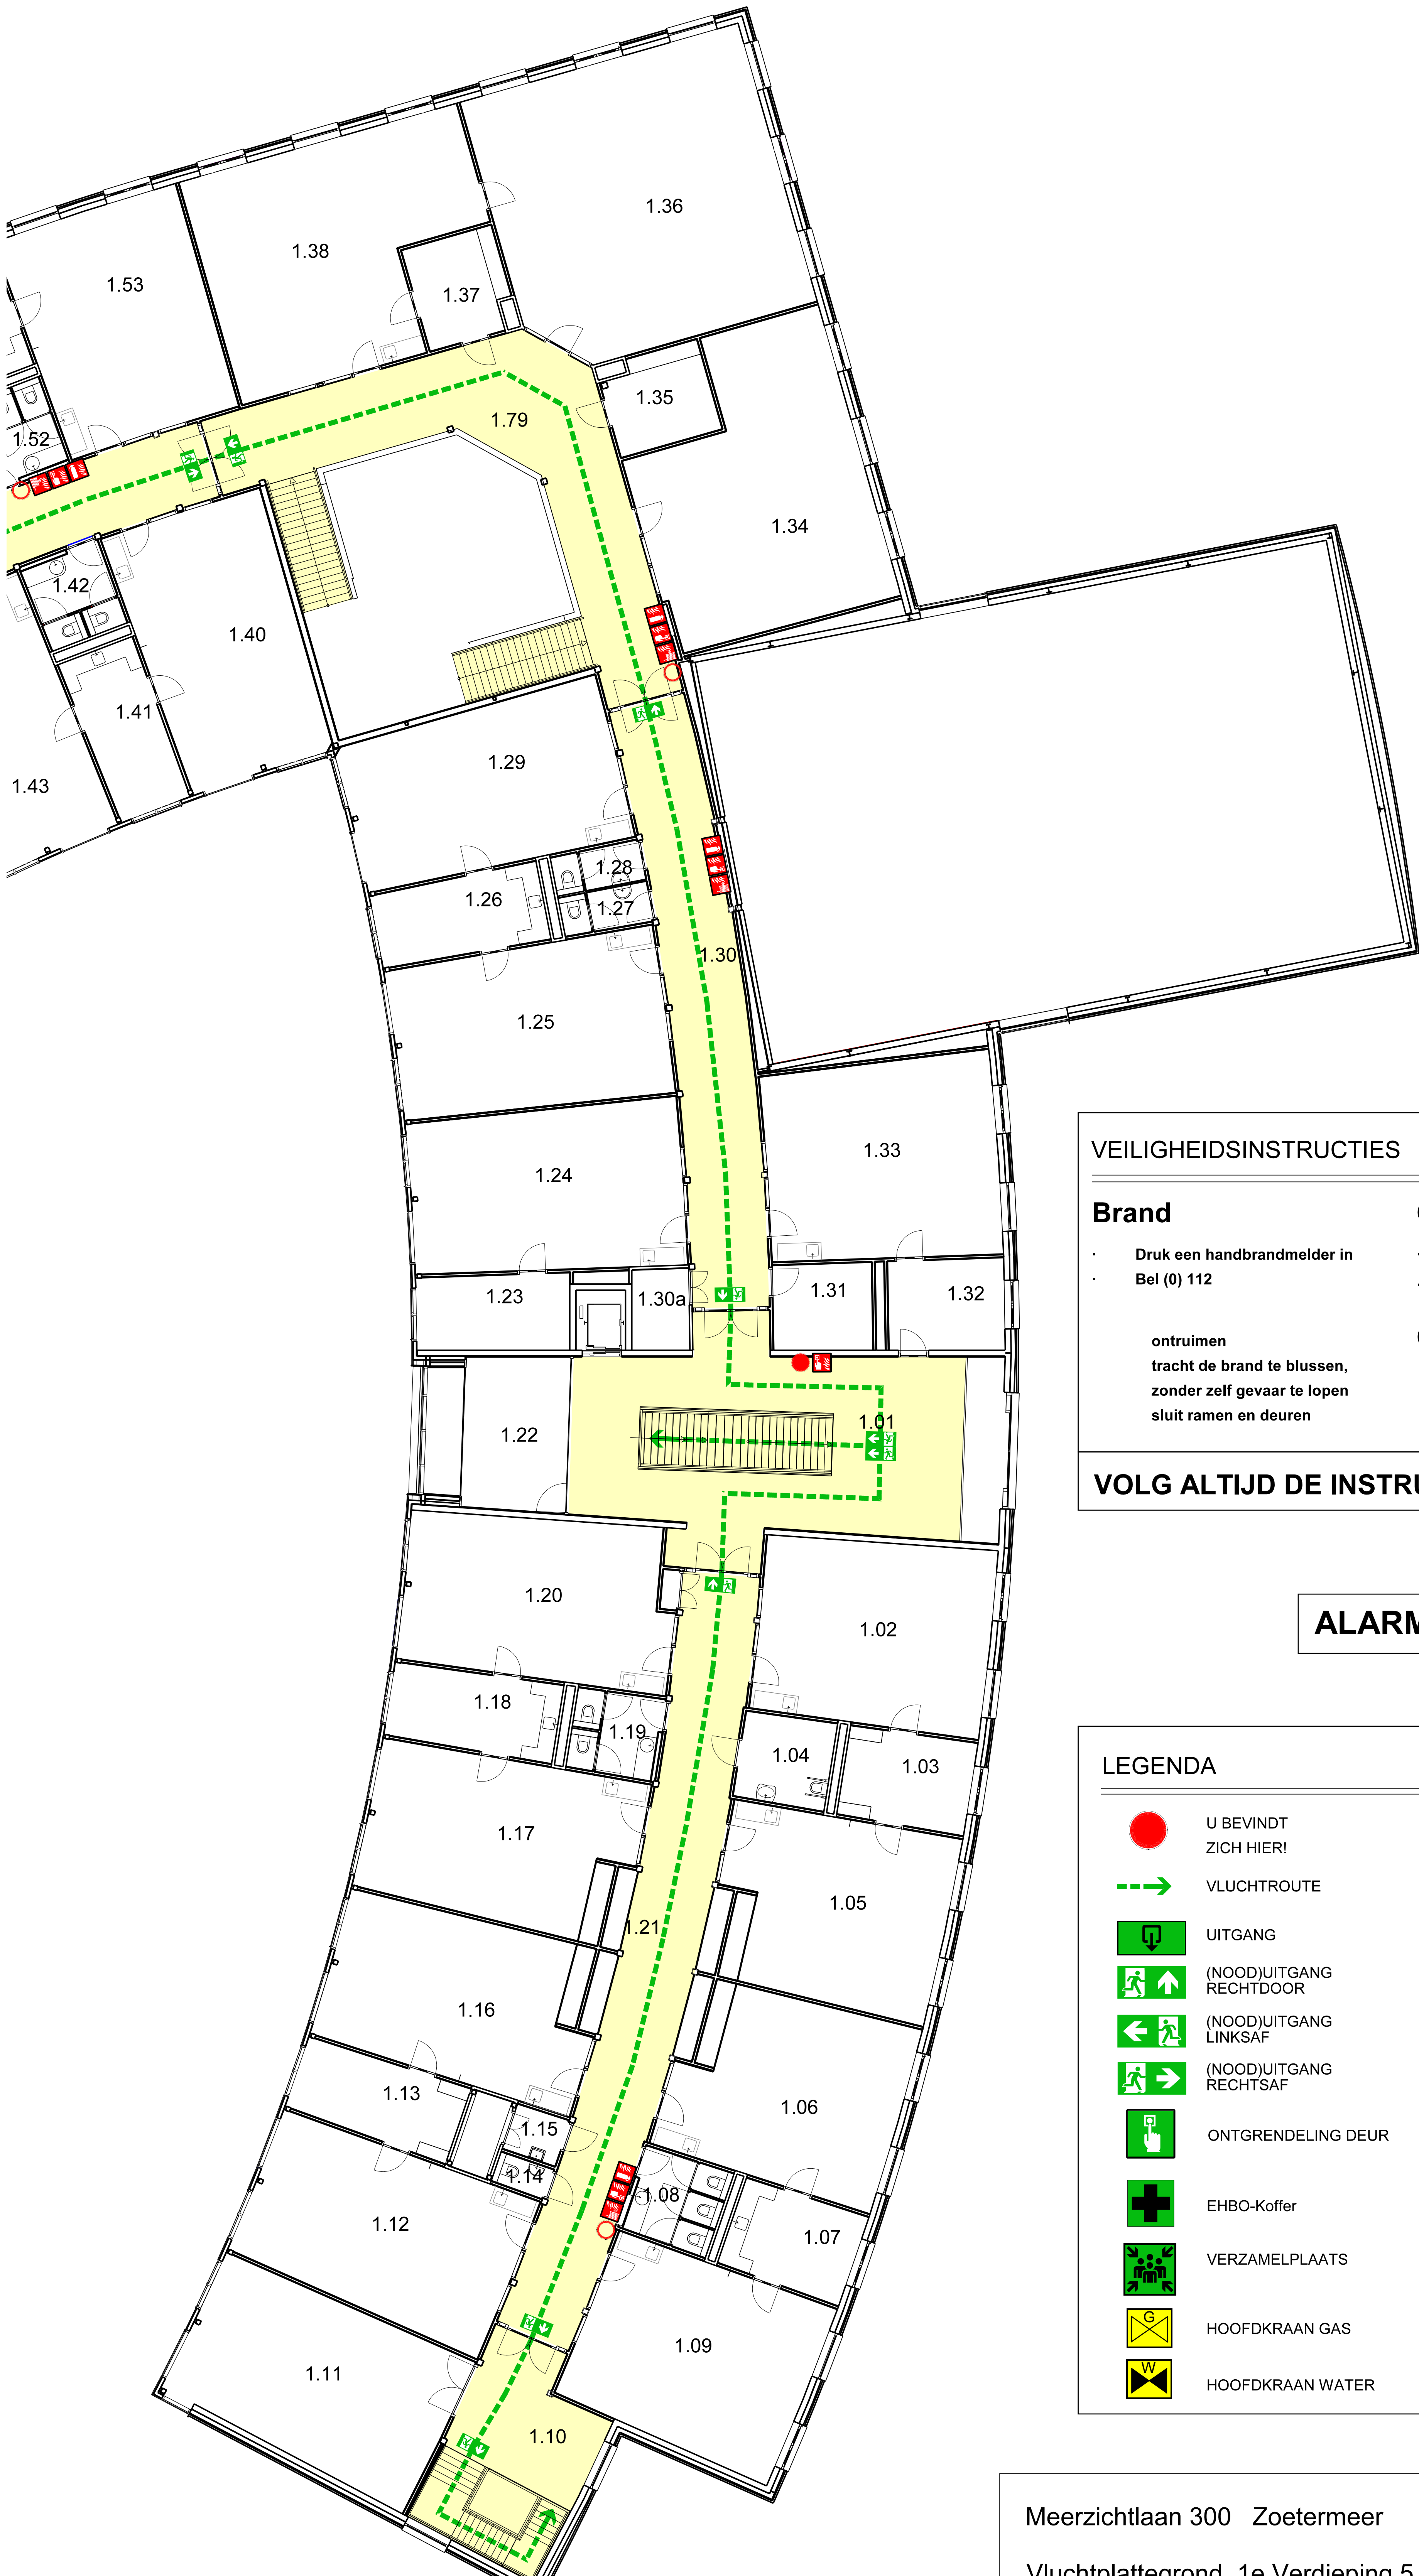 1.36
1.38
1.53
1.37
1.35
1.79
1.52
1.34
1.42
1.40
1.41
1.29
1.43
1.28
1.26
1.27
1.30
1.25
1.33
1.24
1.23
1.30a
1.31
1.32
1.01
1.22
1.20
1.02
1.18
1.19
1.04
1.03
1.17
1.05
1.21
1.16
1.13
1.06
1.15
1.14
1.08
1.12
1.07
1.09
1.11
1.10
VEILIGHEIDSINSTRUCTIES
Brand
· Druk een handbrandmelder in
· Bel (0) 112
ontruimen
tracht de brand te blussen,
zonder zelf gevaar te lopen
sluit ramen en deuren
VOLG ALTIJD DE INSTRU
ALARM
LEGENDA
U BEVINDT
ZICH HIER!
VLUCHTROUTE
UITGANG
(NOOD)UITGANG
RECHTDOOR
(NOOD)UITGANG
LINKSAF
(NOOD)UITGANG
RECHTSAF
ONTGRENDELING DEUR
EHBO-Koffer
VERZAMELPLAATS
G
HOOFDKRAAN GAS
W
HOOFDKRAAN WATER
Meerzichtlaan 300 Zoetermeer
Vluchtplattegrond 1e Verdieping 5